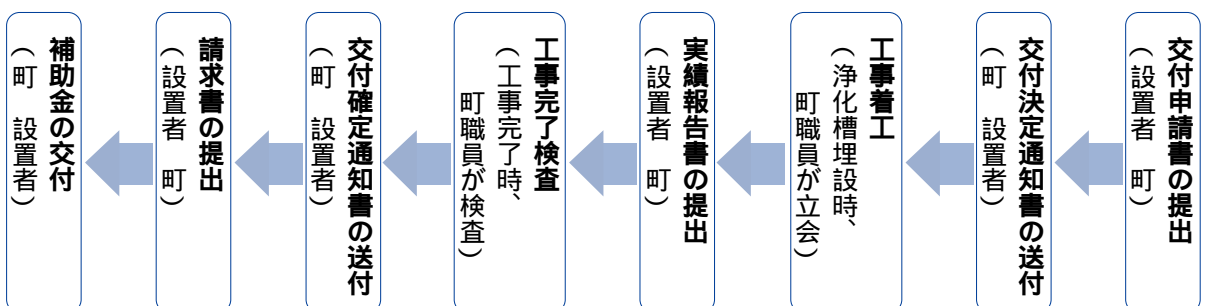 交付申請書の提出
(設置者　町)
交付決定通知書の送付
(町　設置者)
工事着工
(浄化槽埋設時、
町職員が立会)
実績報告書の提出
(設置者　町)
工事完了検査
(工事完了時、
町職員が検査)
交付確定通知書の送付
(町　設置者)
請求書の提出
(設置者　町)
補助金の交付
(町　設置者)